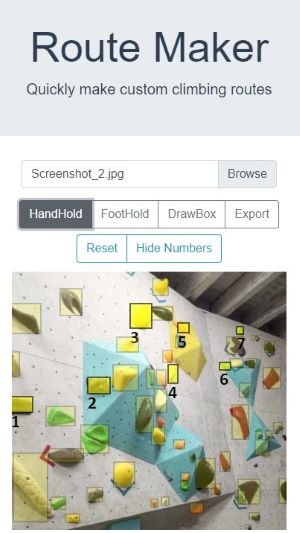 Route Maker
Quickly make custom climbing routes
Screenshot_2.jpg Browse
HandHold FootHold DrawBox Export
Reset Hide Numbers
3
5
7
6
4
2
1